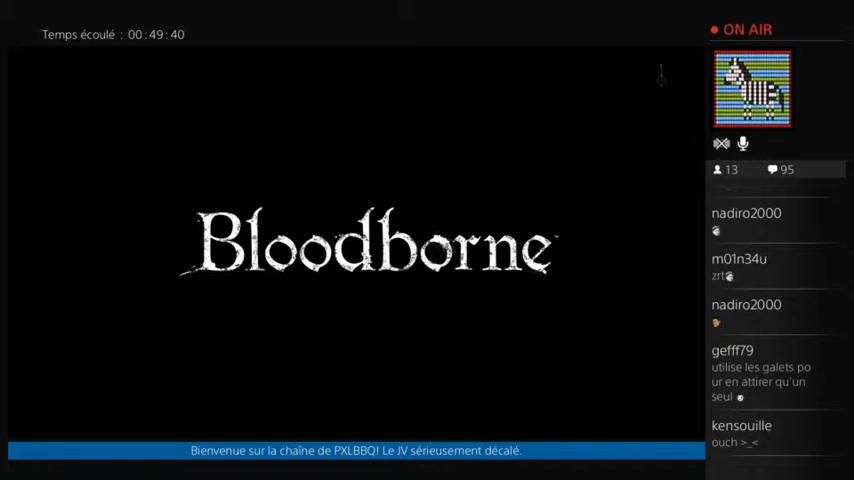 Temps écoulé : 00:49:40
ON AIR
13 95
Bloodborne™
nadiro2000
m01n34u
zrt
nadiro2000
gefff79
utilise les galets po
ur en attirer qu'un
seul
kensouille
ouch >_<
Bienvenue sur la chaîne de PXLBBQ! Le JV sérieusement décalé.